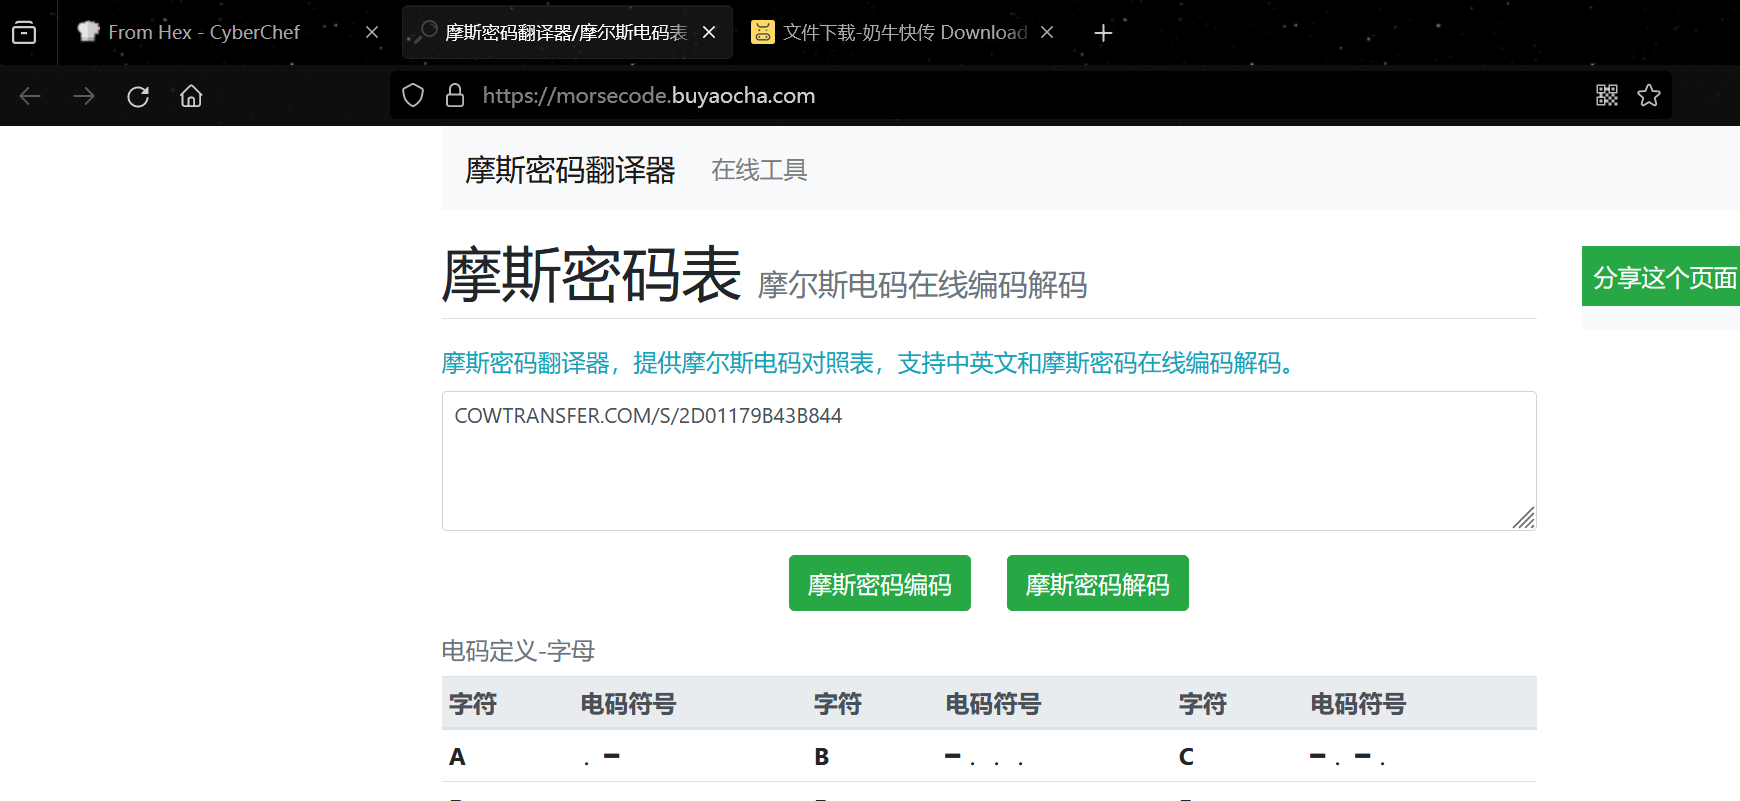 From Hex - CyberChef
摩斯密码翻译器/摩尔斯电码表
文件下载-奶牛快传 Download
https://morsecode.buyaocha.com
摩斯密码翻译器 在线工具
摩斯密码表 摩尔斯电码在线编码解码
分享这个页面
摩斯密码翻译器，提供摩尔斯电码对照表，支持中英文和摩斯密码在线编码解码。
COWTRANSFER.COM/S/2D01179B43B844
摩斯密码编码 摩斯密码解码
电码定义-字母
字符 电码符号 字符 电码符号 字符 电码符号
A . ━ B ━ . . . C ━ . ━ .